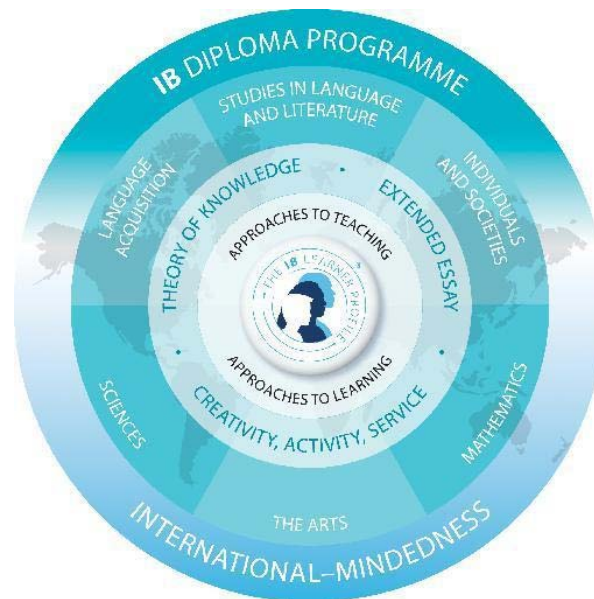 IB DIPLOMA PROGRAMME
STUDIES IN LANGUAGE
AND LITERATURE
LANGUAGE
ACQUISITION
INDIVIDUALS
AND SOCIETIES
THEORY OF KNOWLEDGE
•
EXTENDED ESSAY
APPROACHES TO TEACHING
THE IB LEARNER PROFILE
APPROACHES TO LEARNING
•
CREATIVITY, ACTIVITY, SERVICE
•
SCIENCES
MATHEMATICS
THE ARTS
INTERNATIONAL–MINDEDNESS